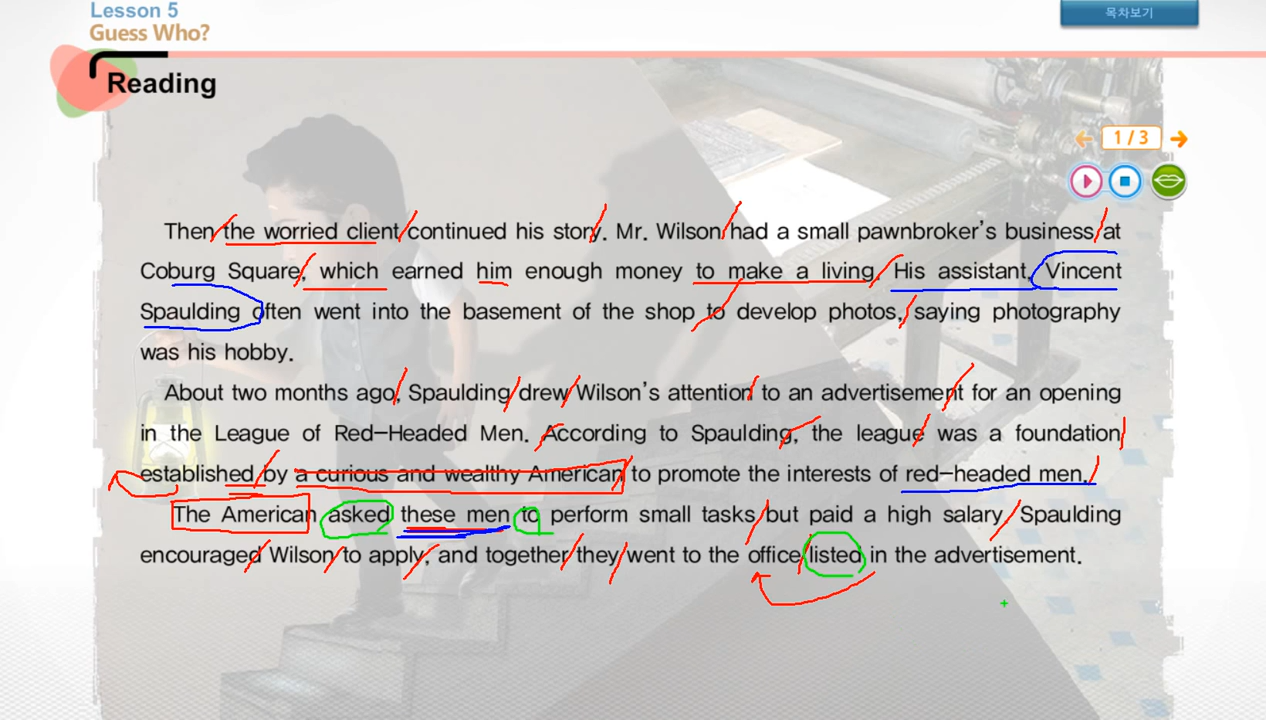 Lesson 5
Guess Who?
목차보기
Reading
1 / 3
Then the worried client continued his story. Mr. Wilson had a small pawnbroker's business at
Coburg Square, which earned him enough money to make a living. His assistant, Vincent
Spaulding often went into the basement of the shop to develop photos, saying photography
was his hobby.
About two months ago, Spaulding drew Wilson's attention to an advertisement for an opening
in the League of Red-Headed Men. According to Spaulding, the league was a foundation
established by a curious and wealthy American to promote the interests of red-headed men.
The American asked these men to perform small tasks but paid a high salary. Spaulding
encouraged Wilson to apply, and together they went to the office listed in the advertisement.